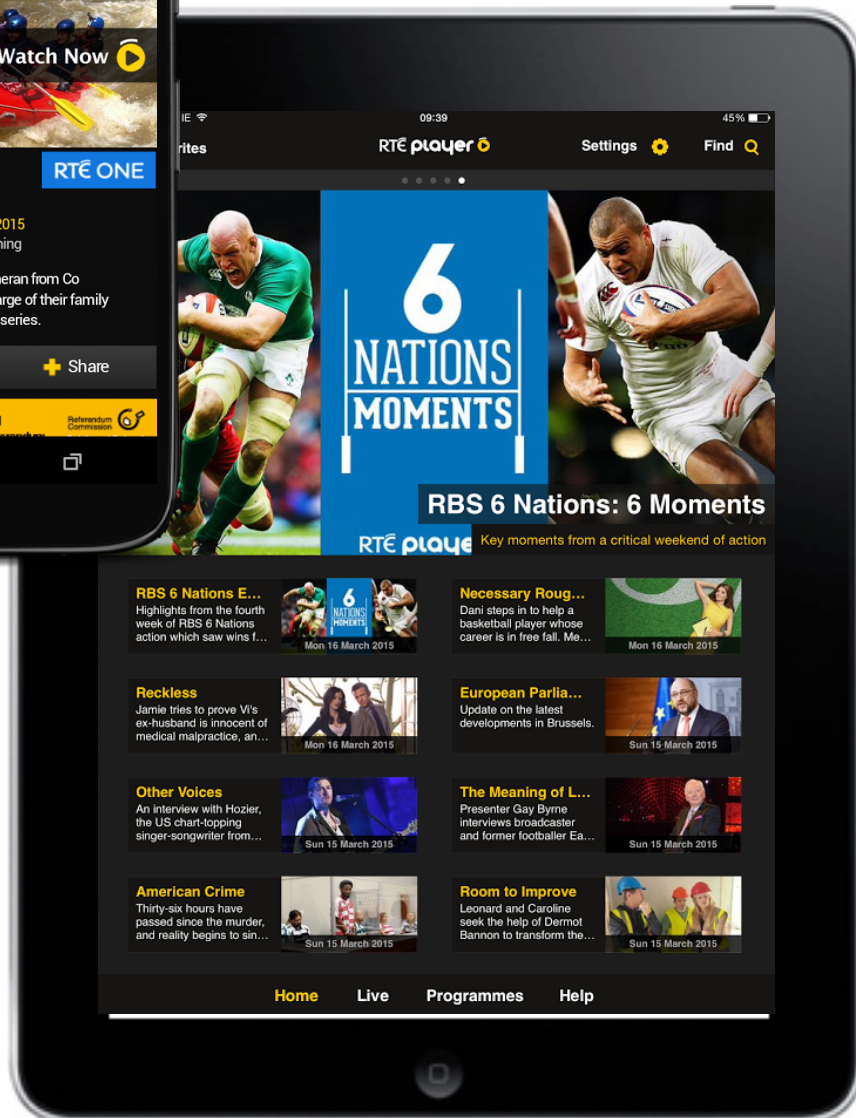 Watch Now
RTÉ ONE
2015
Share
Referendum
Commission
IE
09:39
45%
RTÉ player
Settings
Find
6
NATIONS
MOMENTS
RBS 6 Nations: 6 Moments
RTÉ playe
Key moments from a critical weekend of action
RBS 6 Nations E...
Highlights from the fourth
week of RBS 6 Nations
action which saw wins f...
6
NATIONS
MOMENTS
Mon 16 March 2015
Necessary Roug...
Dani steps in to help a
basketball player whose
career is in free fall. Me...
Mon 16 March 2015
Reckless
Jamie tries to prove Vi's
ex-husband is innocent of
medical malpractice, an...
Mon 16 March 2015
European Parlia...
Update on the latest
developments in Brussels.
Sun 15 March 2015
Other Voices
An interview with Hozier,
the US chart-topping
singer-songwriter from...
Sun 15 March 2015
The Meaning of L...
Presenter Gay Byrne
interviews broadcaster
and former footballer Ea...
Sun 15 March 2015
American Crime
Thirty-six hours have
passed since the murder,
and reality begins to sin...
Sun 15 March 2015
Room to Improve
Leonard and Caroline
seek the help of Dermot
Bannon to transform the...
Sun 15 March 2015
Home
Live
Programmes
Help
from Co
of their family
series.